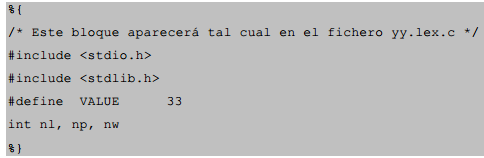 %{
/* Este bloque aparecerá tal cual en el fichero yy.lex.c */
#include <stdio.h>
#include <stdlib.h>
#define  VALUE     33
int nl, np, nw
%}